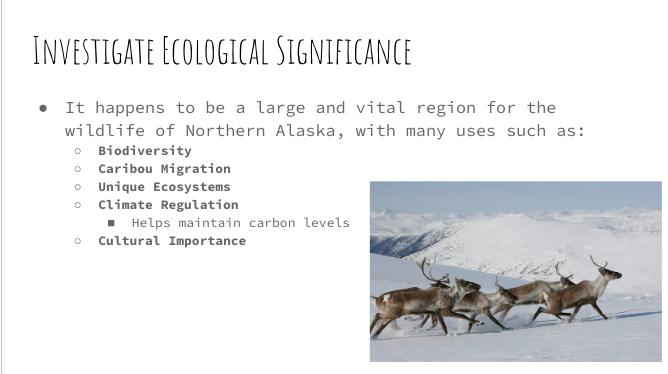 Investigate Ecological Significance
● It happens to be a large and vital region for the
wildlife of Northern Alaska, with many uses such as:
○ Biodiversity
○ Caribou Migration
○ Unique Ecosystems
○ Climate Regulation
■ Helps maintain carbon levels
○ Cultural Importance